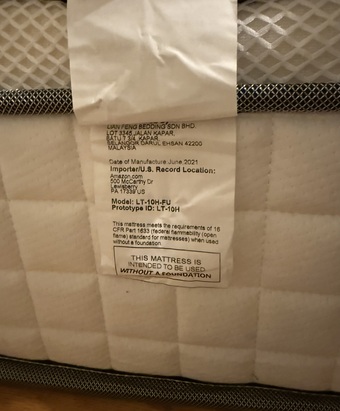 LIAN FENG BEDDING SDN BHD
LOT 3345 JALAN KAPAR,
BATU 7 3/4, KAPAR,
SELANGOR DARUL EHSAN 42200
MALAYSIA
Date of Manufacture June 2021
Importer/U.S. Record Location:
Amazon.com
500 McCarthy Dr
Lewisberry
PA 17339 US
Model: LT-10H-FU
Prototype ID: LT-10H
This mattress meets the requirements of 16
CFR Part 1633 (federal flammability (open
flame) standard for mattresses) when used
without a foundation
THIS MATTRESS IS
INTENDED TO BE USED
WITHOUT A FOUNDATION